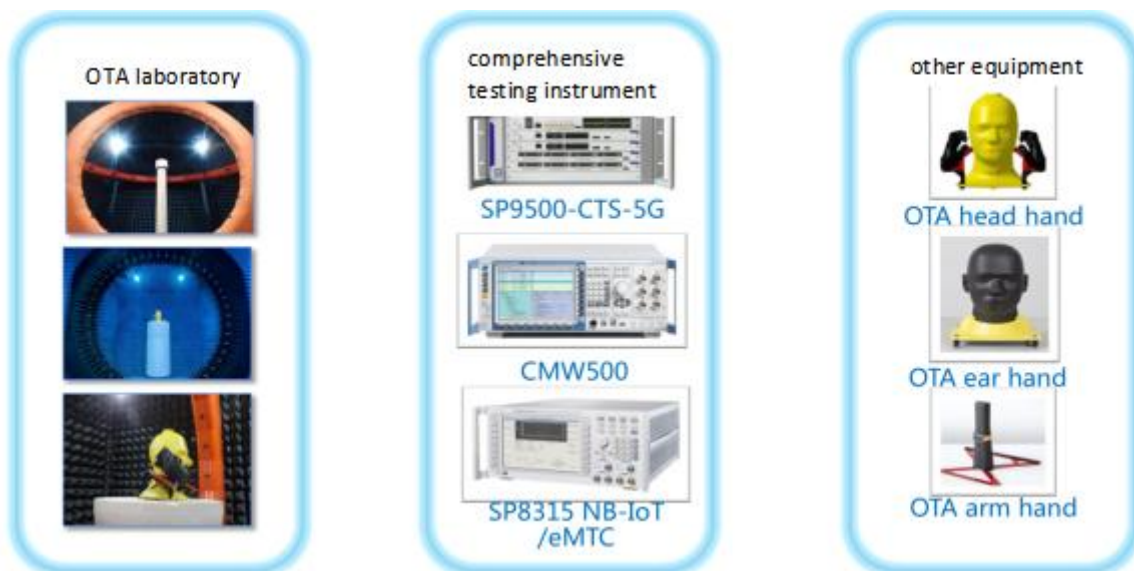 OTA laboratory
comprehensive
testing instrument
SP9500-CTS-5G
CMW500
SP8315 NB-IoT
/eMTC
other equipment
OTA head hand
OTA ear hand
OTA arm hand